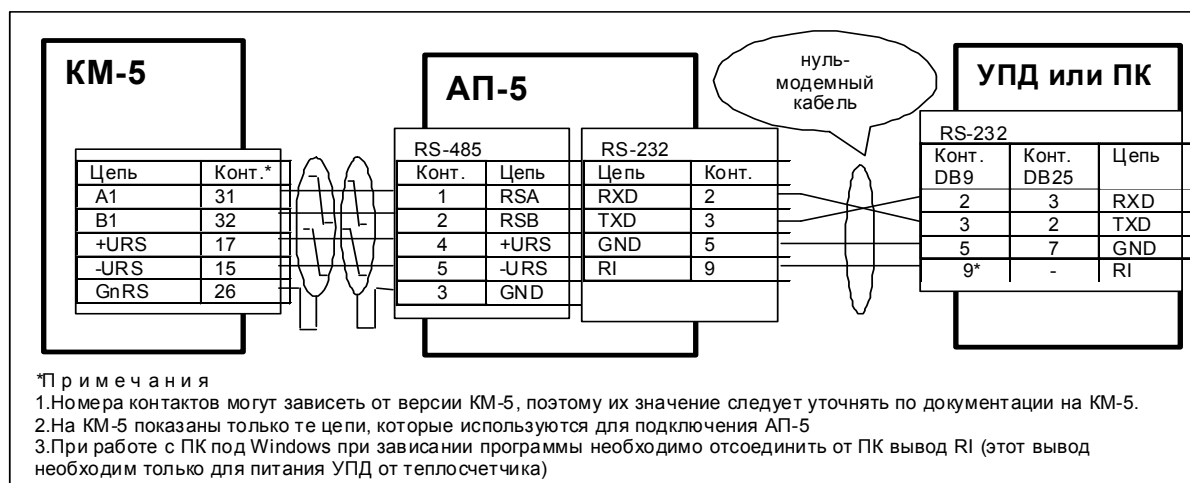 КМ-5
АП-5
нуль-
модемный
кабель
УПД или ПК
Цепь Конт.*
A1 31
B1 32
+URS 17
-URS 15
GnRS 26
RS-485
Конт. Цепь
1 RSA
2 RSB
4 +URS
5 -URS
3 GND
RS-232
Цепь Конт.
RXD 2
TXD 3
GND 5
RI 9
RS-232
Конт. DB9 Конт. DB25 Цепь
2 3 RXD
3 2 TXD
5 7 GND
9* - RI
*П р и м е ч а н и я
1.Номера контактов могут зависеть от версии КМ-5, поэтому их значение следует уточнять по документации на КМ-5.
2.На КМ-5 показаны только те цепи, которые используются для подключения АП-5
3.При работе с ПК под Windows при зависании программы необходимо отсоединить от ПК вывод RI (этот вывод
необходим только для питания УПД от теплосчетчика)